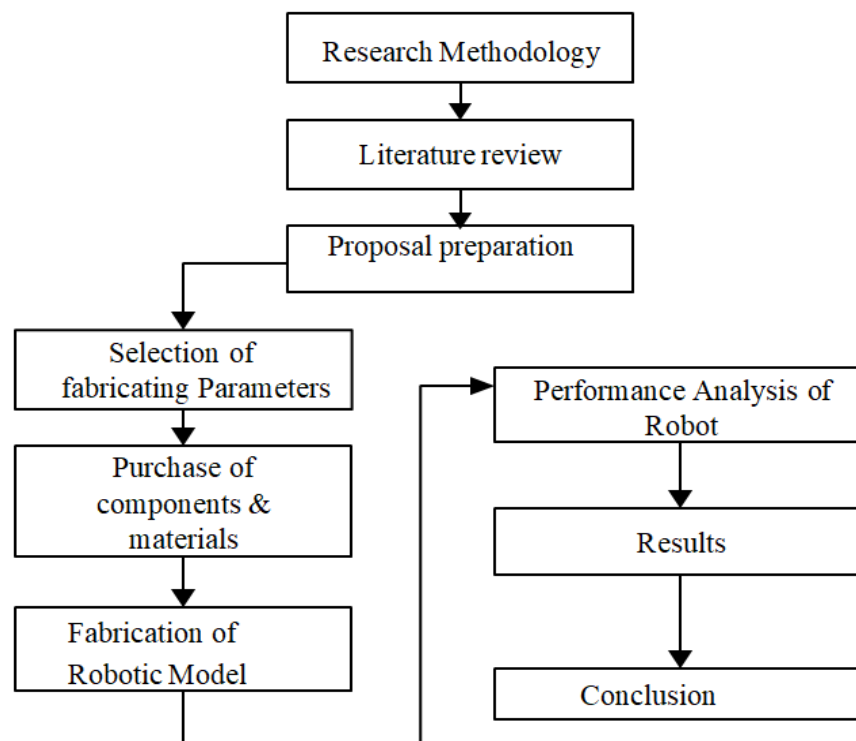 Research Methodology
Literature review
Proposal preparation
Selection of
fabricating Parameters
Purchase of
components &
materials
Fabrication of
Robotic Model
Performance Analysis of
Robot
Results
Conclusion